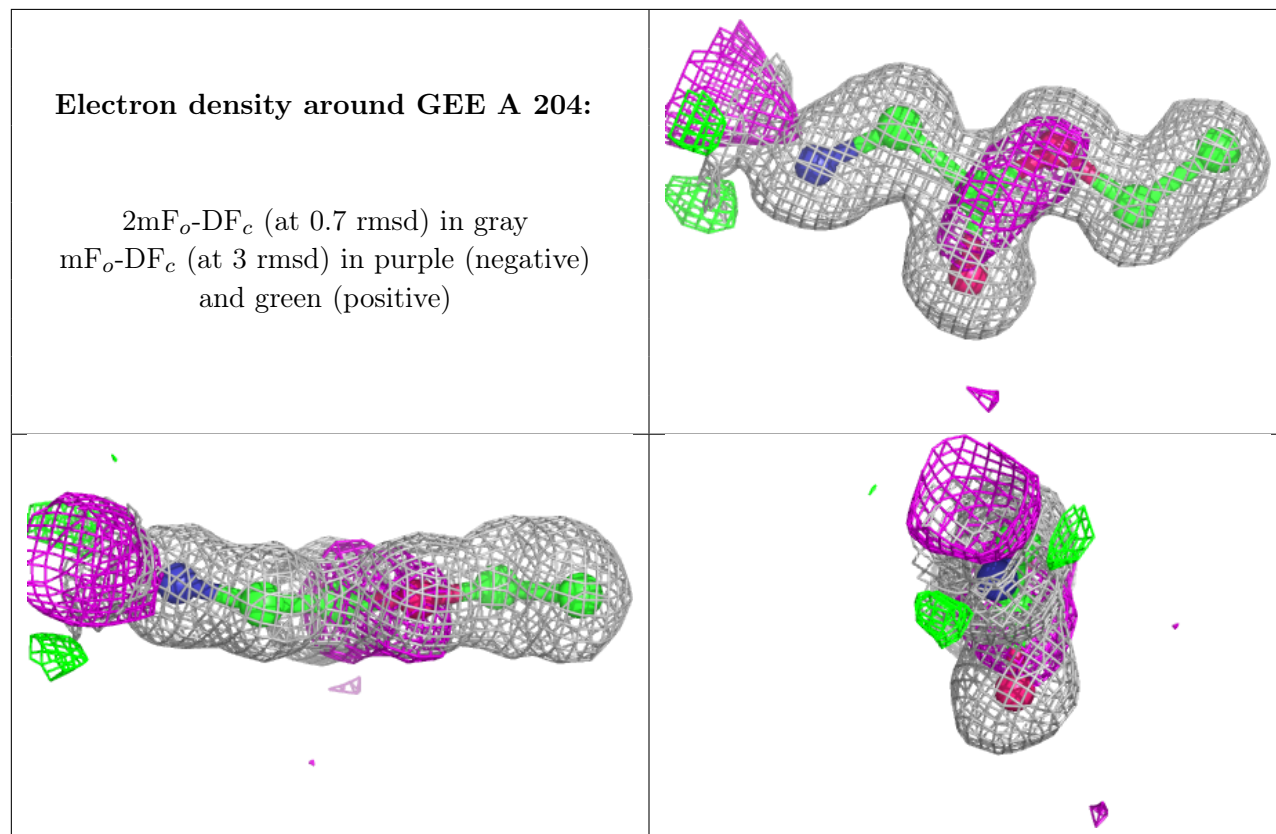 Electron density around GEE A 204:
2mFo-DFc (at 0.7 rmsd) in gray
mFo-DFc (at 3 rmsd) in purple (negative)
and green (positive)